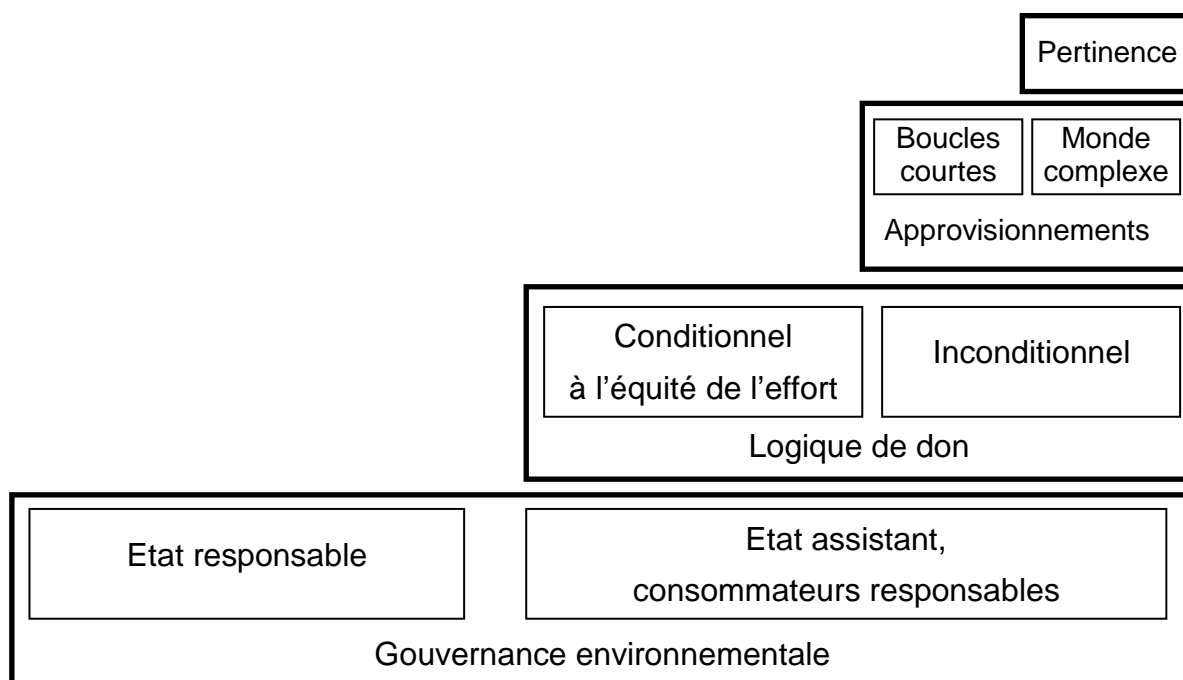 Pertinence
Boucles
courtes
Monde
complexe
Approvisionnements
Conditionnel
à l’équité de l’effort
Inconditionnel
Logique de don
Etat responsable
Etat assistant,
consommateurs responsables
Gouvernance environnementale